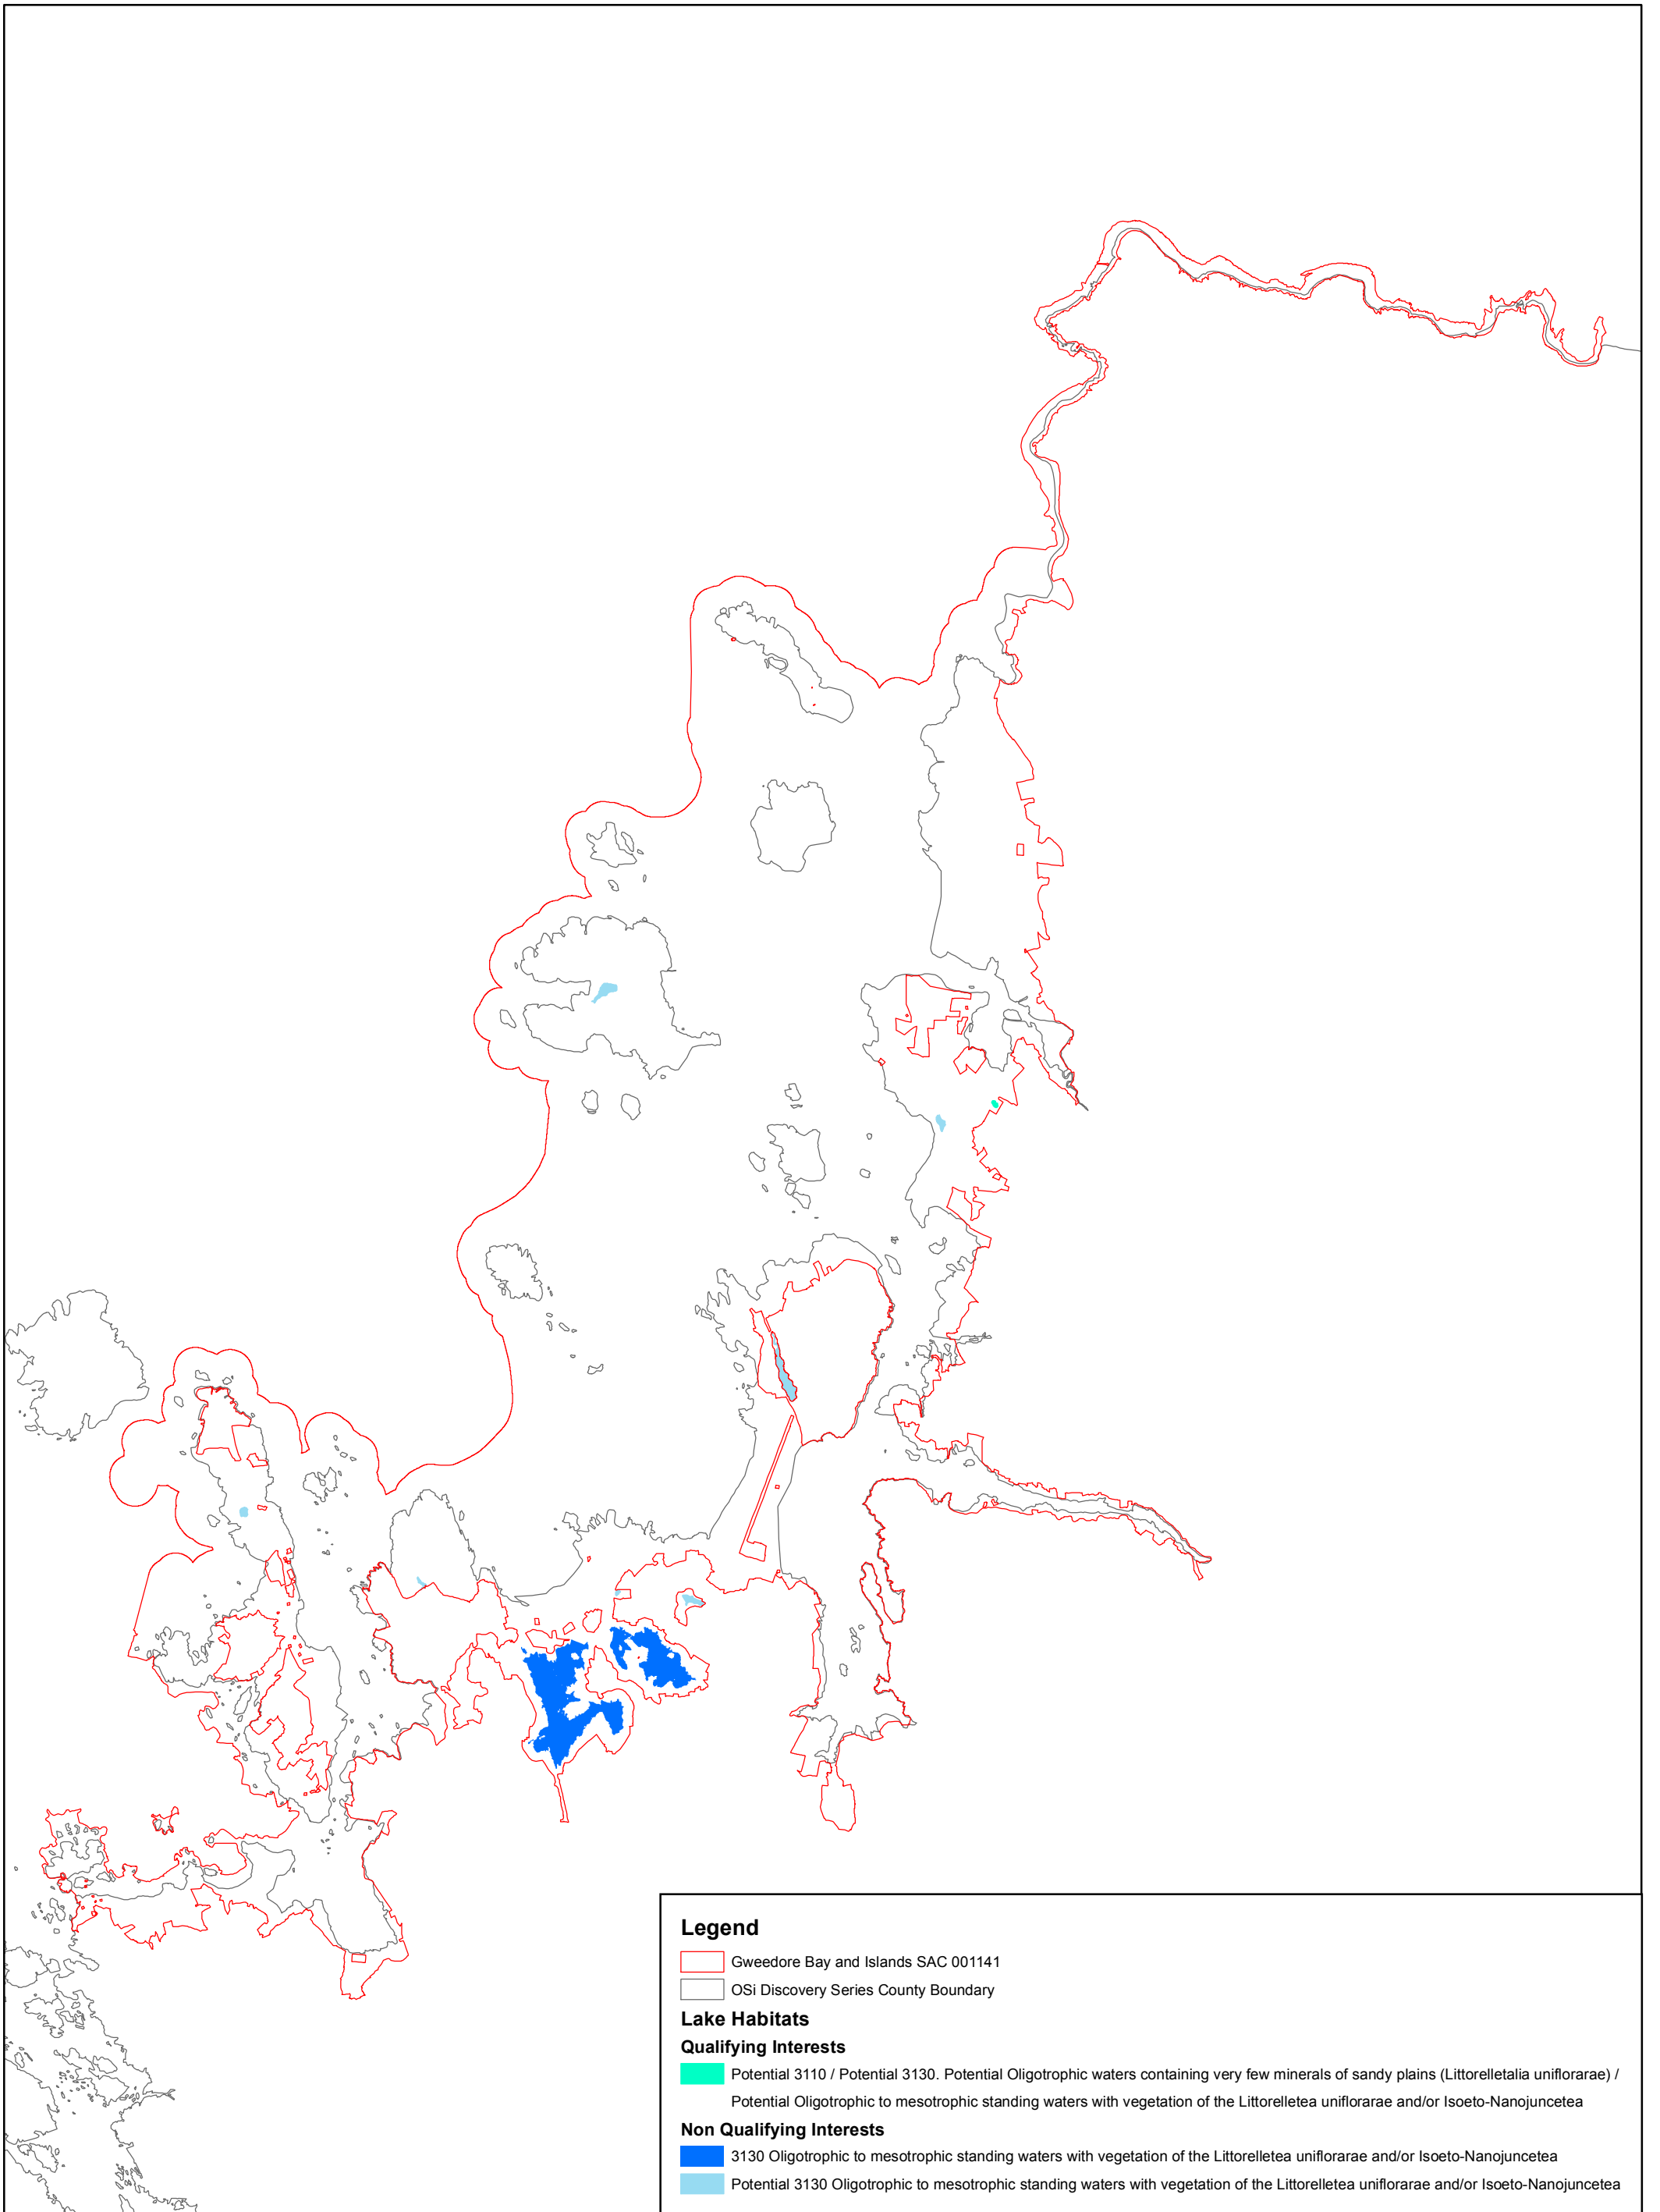 Legend
Gweedore Bay and Islands SAC 001141
OSi Discovery Series County Boundary
Lake Habitats
Qualifying Interests
Potential 3110 / Potential 3130. Potential Oligotrophic waters containing very few minerals of sandy plains (Littorelletalia uniflorae) /
Potential Oligotrophic to mesotrophic standing waters with vegetation of the Littorelletea uniflorae and/or Isoeto-Nanojuncetea
Non Qualifying Interests
3130 Oligotrophic to mesotrophic standing waters with vegetation of the Littorelletea uniflorae and/or Isoeto-Nanojuncetea
Potential 3130 Oligotrophic to mesotrophic standing waters with vegetation of the Littorelletea uniflorae and/or Isoeto-Nanojuncetea